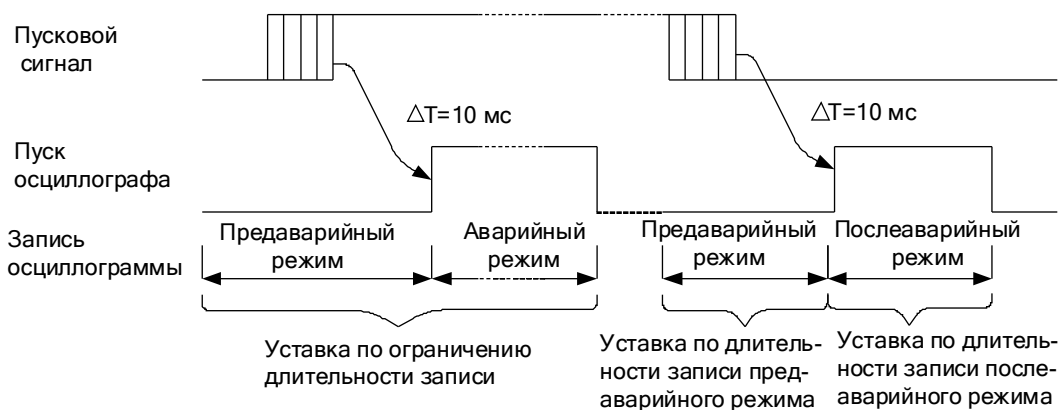 Пусковой
сигнал
△T=10 мс
△T=10 мс
Пуск
осциллографа
Запись
осциллограммы
Предаварийный
режим
Аварийный
режим
Предаварийный
режим
Послеаварийный
режим
Уставка по ограничению
длительности записи
Уставка по длитель-
ности записи пред-
аварийного режима
Уставка по длитель-
ности записи после-
аварийного режима